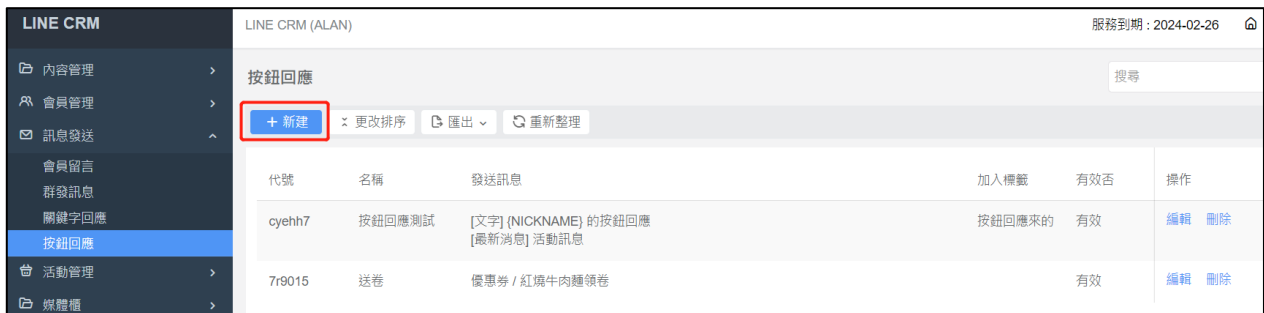 LINE CRM
LINE CRM (ALAN)
服務到期 : 2024-02-26
內容管理
會員管理
訊息發送
會員留言
群發訊息
關鍵字回應
按鈕回應
活動管理
媒體櫃
按鈕回應
搜尋
+ 新建
更改排序
匯出
重新整理
代號 名稱 發送訊息 加入標籤 有效否 操作
cyehh7 按鈕回應測試 [文字] {NICKNAME} 的按鈕回應 按鈕回應來的 有效 編輯 刪除
[最新消息] 活動訊息
7r9015 送卷 優惠券 / 紅燒牛肉麵領卷 有效 編輯 刪除